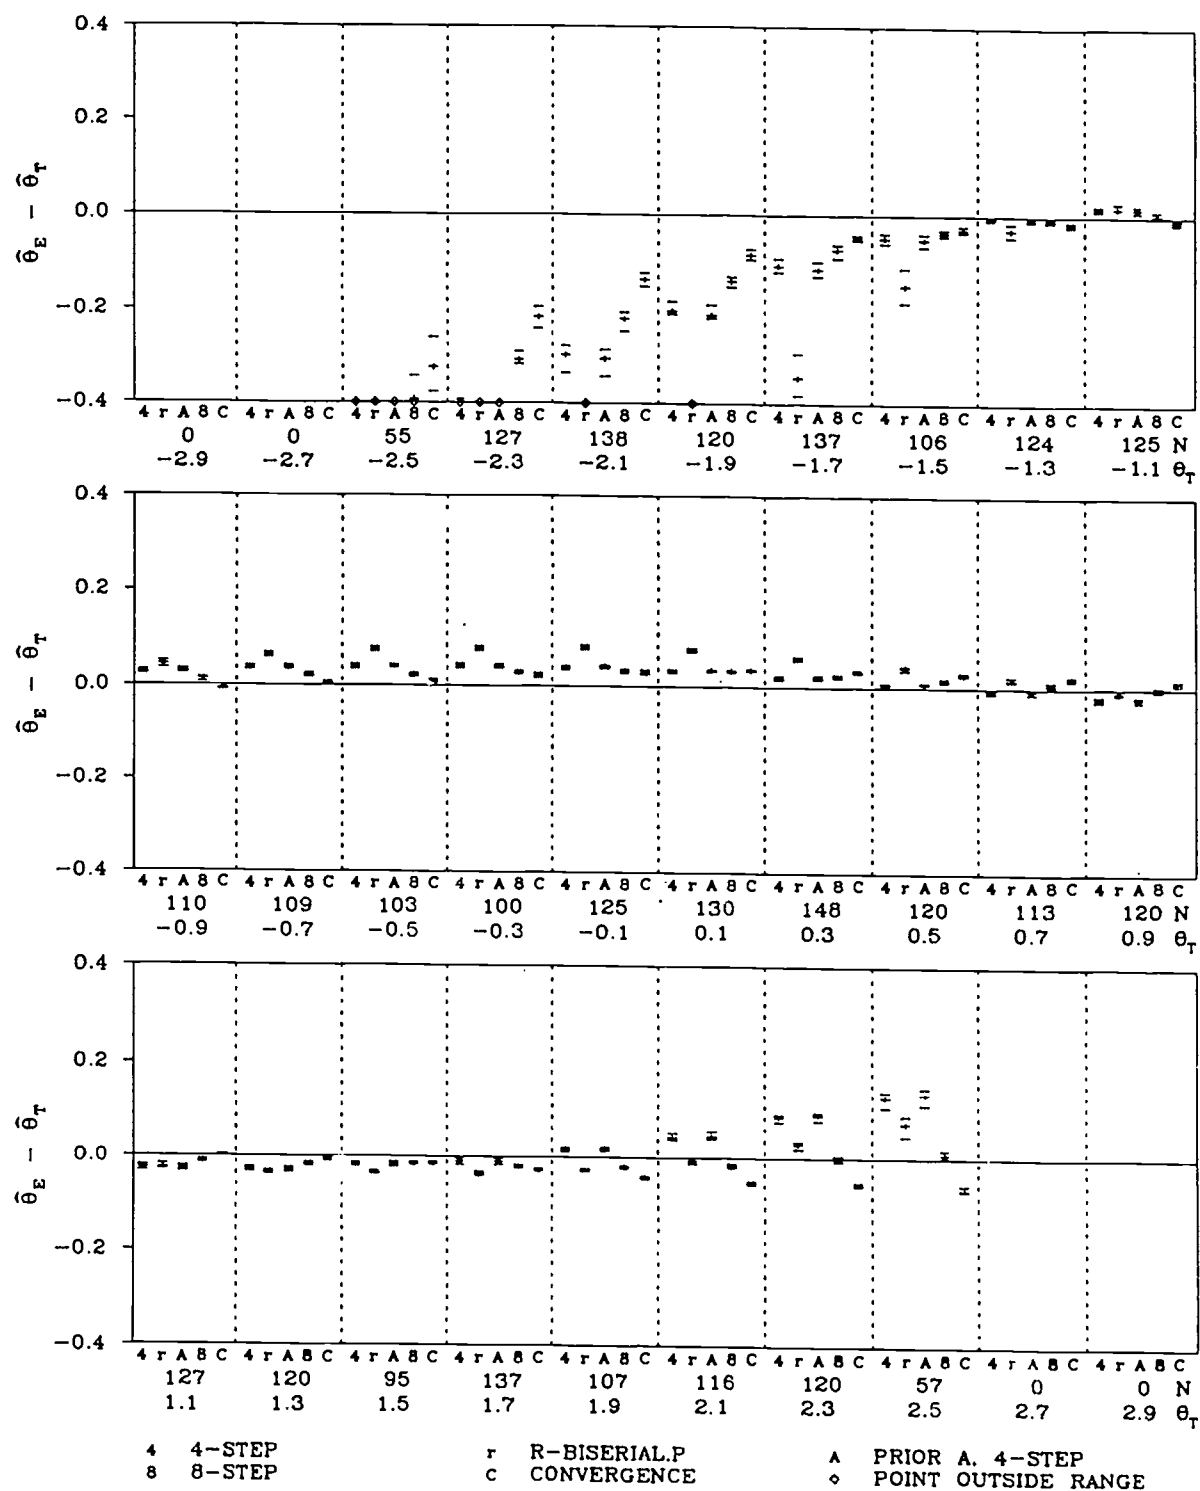 0.4
0.2
0.0
−0.2
−0.4
θ̂E − θ̂T
4 r A 8 C 4 r A 8 C 4 r A 8 C 4 r A 8 C 4 r A 8 C 4 r A 8 C 4 r A 8 C 4 r A 8 C 4 r A 8 C 4 r A 8 C
0 0 55 127 138 120 137 106 124 125 N
−2.9 −2.7 −2.5 −2.3 −2.1 −1.9 −1.7 −1.5 −1.3 −1.1 θT
0.4
0.2
0.0
−0.2
−0.4
θ̂E − θ̂T
4 r A 8 C 4 r A 8 C 4 r A 8 C 4 r A 8 C 4 r A 8 C 4 r A 8 C 4 r A 8 C 4 r A 8 C 4 r A 8 C 4 r A 8 C
110 109 103 100 125 130 148 120 113 120 N
−0.9 −0.7 −0.5 −0.3 −0.1 0.1 0.3 0.5 0.7 0.9 θT
0.4
0.2
0.0
−0.2
−0.4
θ̂E − θ̂T
4 r A 8 C 4 r A 8 C 4 r A 8 C 4 r A 8 C 4 r A 8 C 4 r A 8 C 4 r A 8 C 4 r A 8 C 4 r A 8 C 4 r A 8 C
127 120 95 137 107 116 120 57 0 0 N
1.1 1.3 1.5 1.7 1.9 2.1 2.3 2.5 2.7 2.9 θT
4 4-STEP r R-BISERIAL.P A PRIOR A, 4-STEP
8 8-STEP C CONVERGENCE ◇ POINT OUTSIDE RANGE